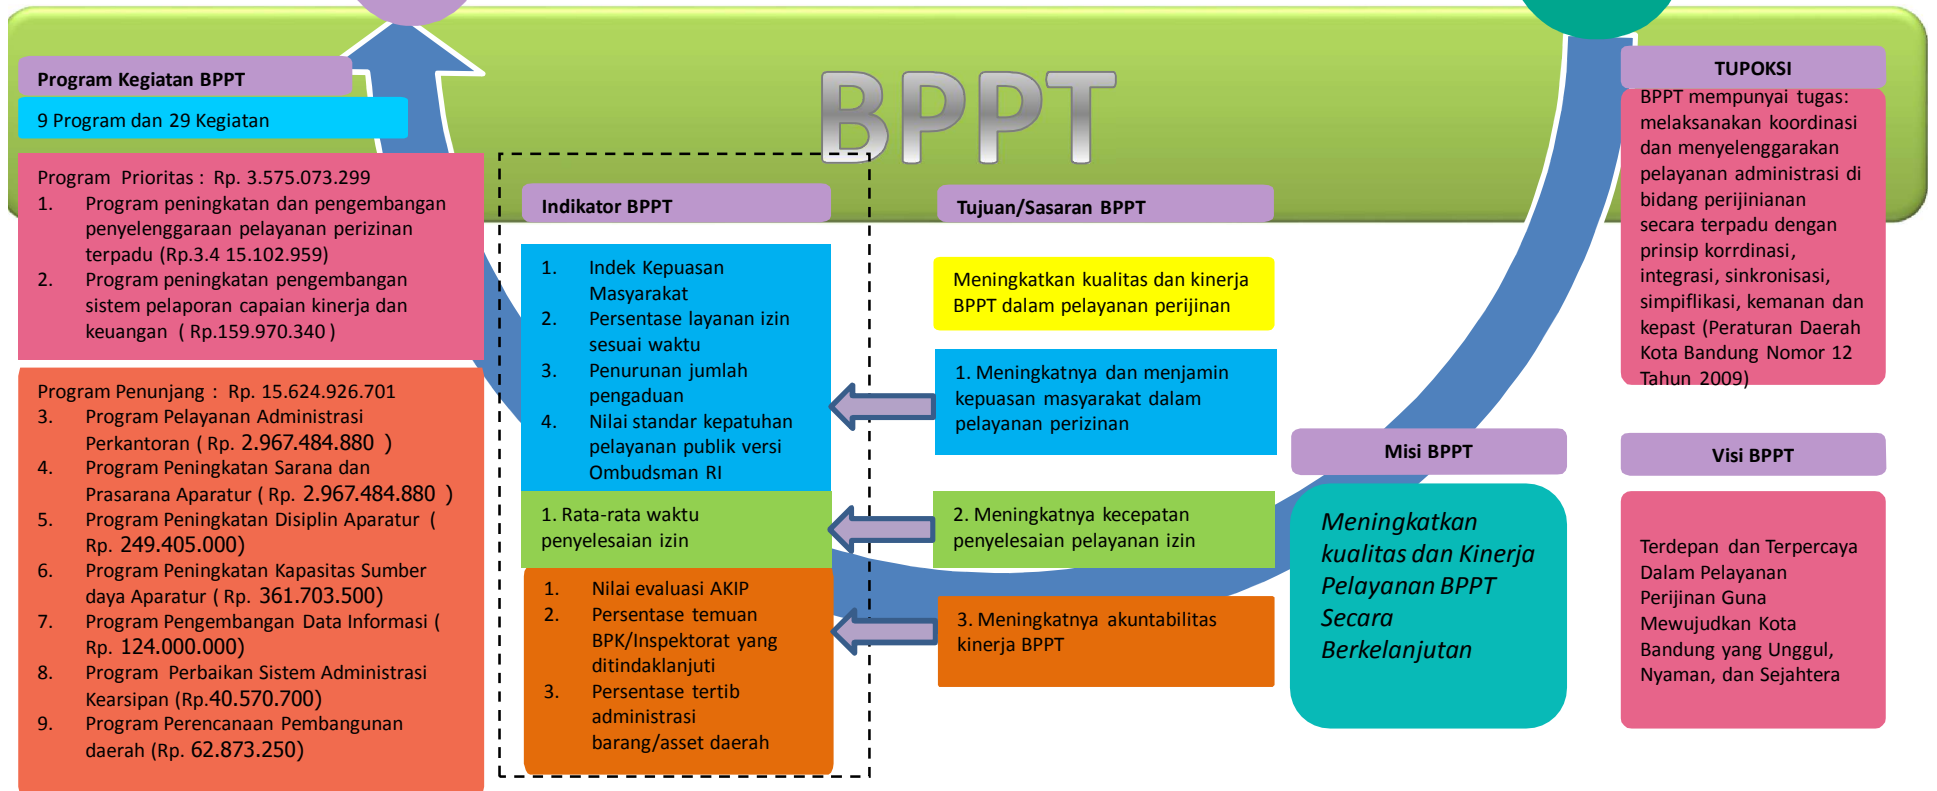 BPPT
Program Kegiatan BPPT
9 Program dan 29 Kegiatan
Program Prioritas : Rp. 3.575.073.299
1. Program peningkatan dan pengembangan
penyelenggaraan pelayanan perizinan
terpadu (Rp.3.4 15.102.959)
2. Program peningkatan pengembangan
sistem pelaporan capaian kinerja dan
keuangan ( Rp.159.970.340 )
Program Penunjang : Rp. 15.624.926.701
3. Program Pelayanan Administrasi
Perkantoran ( Rp. 2.967.484.880 )
4. Program Peningkatan Sarana dan
Prasarana Aparatur ( Rp. 2.967.484.880 )
5. Program Peningkatan Disiplin Aparatur (
Rp. 249.405.000)
6. Program Peningkatan Kapasitas Sumber
daya Aparatur ( Rp. 361.703.500)
7. Program Pengembangan Data Informasi (
Rp. 124.000.000)
8. Program Perbaikan Sistem Administrasi
Kearsipan (Rp.40.570.700)
9. Program Perencanaan Pembangunan
daerah (Rp. 62.873.250)
Indikator BPPT
1. Indek Kepuasan
Masyarakat
2. Persentase layanan izin
sesuai waktu
3. Penurunan jumlah
pengaduan
4. Nilai standar kepatuhan
pelayanan publik versi
Ombudsman RI
1. Rata-rata waktu
penyelesaian izin
1. Nilai evaluasi AKIP
2. Persentase temuan
BPK/Inspektorat yang
ditindaklanjuti
3. Persentase tertib
administrasi
barang/asset daerah
Tujuan/Sasaran BPPT
Meningkatkan kualitas dan kinerja
BPPT dalam pelayanan perijinan
1. Meningkatnya dan menjamin
kepuasan masyarakat dalam
pelayanan perizinan
2. Meningkatnya kecepatan
penyelesaian pelayanan izin
3. Meningkatnya akuntabilitas
kinerja BPPT
Misi BPPT
Meningkatkan
kualitas dan Kinerja
Pelayanan BPPT
Secara
Berkelanjutan
TUPOKSI
BPPT mempunyai tugas:
melaksanakan koordinasi
dan menyelenggarakan
pelayanan administrasi di
bidang perijinianan
secara terpadu dengan
prinsip korrdinasi,
integrasi, sinkronisasi,
simpiflikasi, kemanan dan
kepast (Peraturan Daerah
Kota Bandung Nomor 12
Tahun 2009)
Visi BPPT
Terdepan dan Terpercaya
Dalam Pelayanan
Perijinan Guna
Mewujudkan Kota
Bandung yang Unggul,
Nyaman, dan Sejahtera